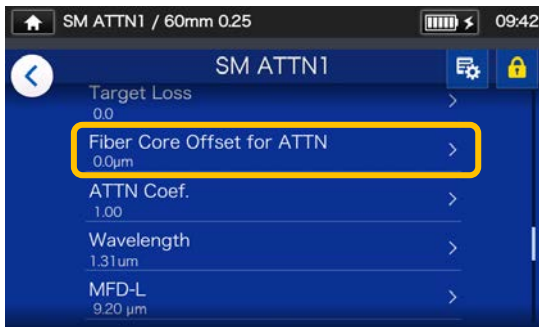 SM ATTN1 / 60mm 0.25 09:42
SM ATTN1
Target Loss
0.0
Fiber Core Offset for ATTN
0.0μm
ATTN Coef.
1.00
Wavelength
1.31um
MFD-L
9.20 μm